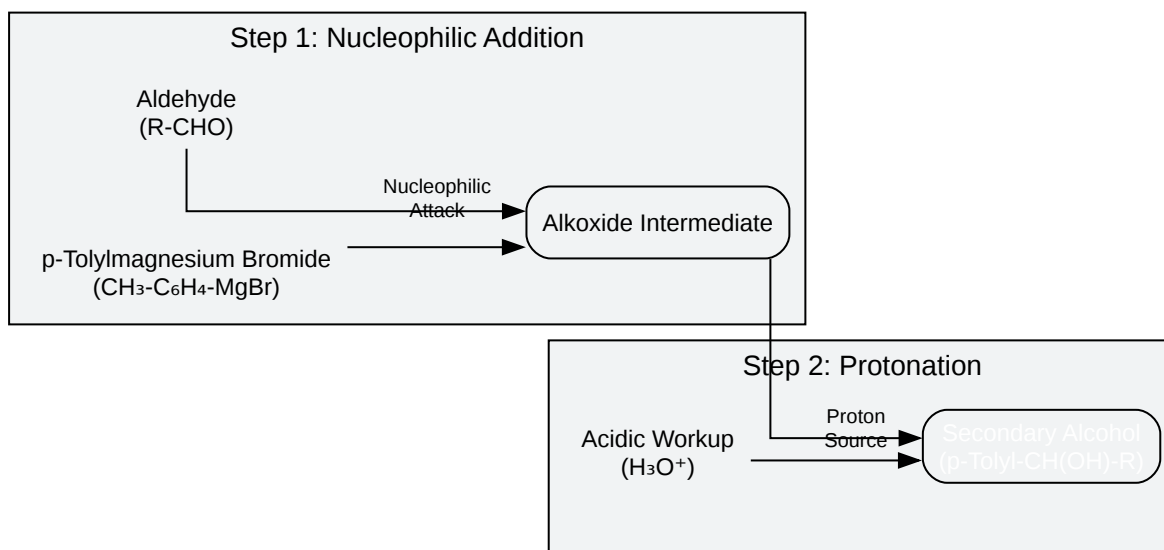 Step 1: Nucleophilic Addition
Aldehyde
(R-CHO)
Nucleophilic
Attack
Alkoxide Intermediate
p-Tolylmagnesium Bromide
(CH₃-C₆H₄-MgBr)
Step 2: Protonation
Proton
Source
Acidic Workup
(H₃O⁺)
Secondary Alcohol
(p-Tolyl-CH(OH)-R)